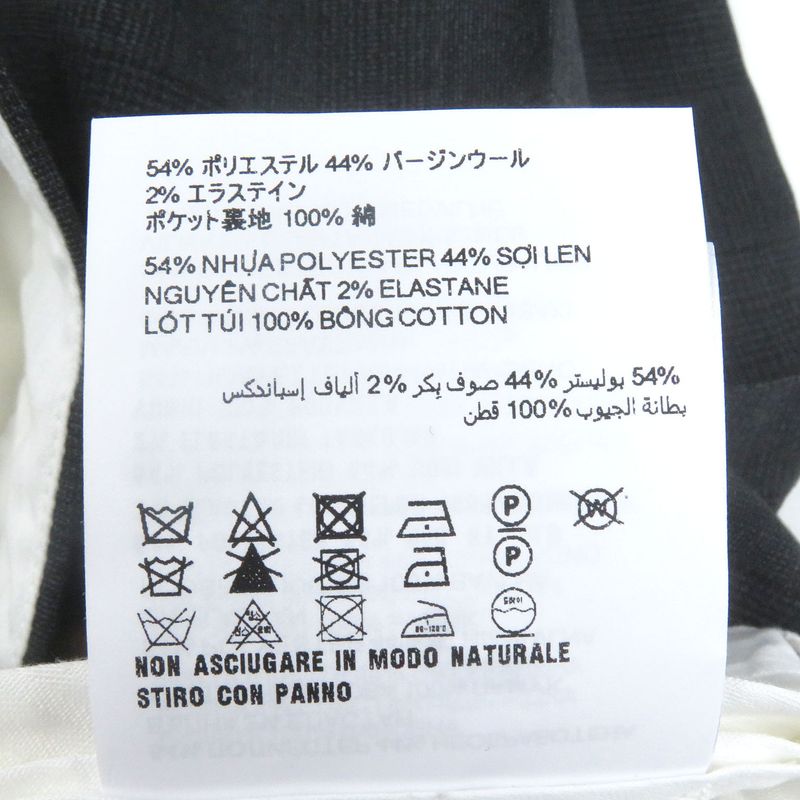 54% ポリエステル 44% バージンウール
2% エラステイン
ポケット裏地 100% 綿
54% NHỰA POLYESTER 44% SỢI LEN
NGUYÊN CHẤT 2% ELASTANE
LÓT TÚI 100% BÔNG COTTON
54% بوليستر 44% صوف بِكر 2% ألياف إسباندكس
بطانة الجيوب 100% قطن
P W
P
NON ASCIUGARE IN MODO NATURALE
STIRO CON PANNO